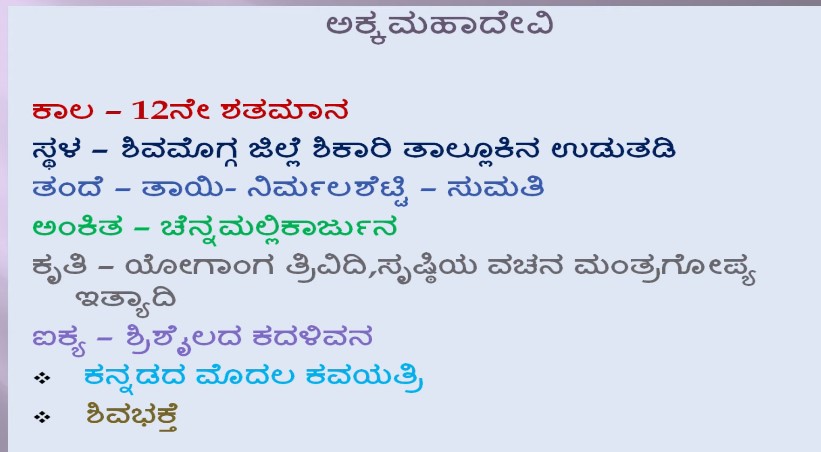 ಅಕ್ಕಮಹಾದೇವಿ
ಕಾಲ – 12ನೇ ಶತಮಾನ
ಸ್ಥಳ – ಶಿವಮೊಗ್ಗ ಜಿಲ್ಲೆ ಶಿಕಾರಿ ತಾಲ್ಲೂಕಿನ ಉಡುತಡಿ
ತಂದೆ – ತಾಯಿ- ನಿರ್ಮಲಶೆಟ್ಟಿ – ಸುಮತಿ
ಅಂಕಿತ – ಚೆನ್ನಮಲ್ಲಿಕಾರ್ಜುನ
ಕೃತಿ – ಯೋಗಾಂಗ ತ್ರಿವಿದಿ,ಸೃಷ್ಠಿಯ ವಚನ ಮಂತ್ರಗೋಪ್ಯ
ಇತ್ಯಾದಿ
ಐಕ್ಯ – ಶ್ರಿಶೈಲದ ಕದಳಿವನ
❖ ಕನ್ನಡದ ಮೊದಲ ಕವಯತ್ರಿ
❖ ಶಿವಭಕ್ತೆ